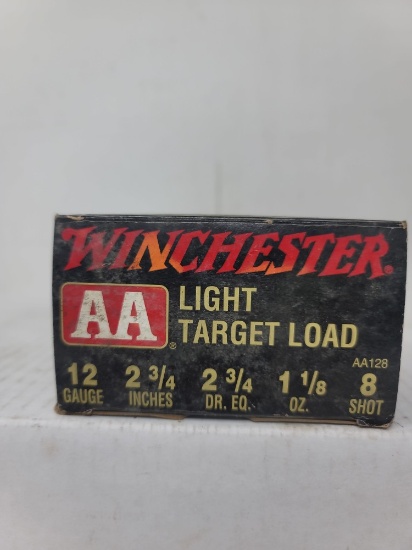 WINCHESTER®
AA® LIGHT
TARGET LOAD
AA128
12 2 3/4 2 3/4 1 1/8 8
GAUGE INCHES DR. EQ. OZ. SHOT